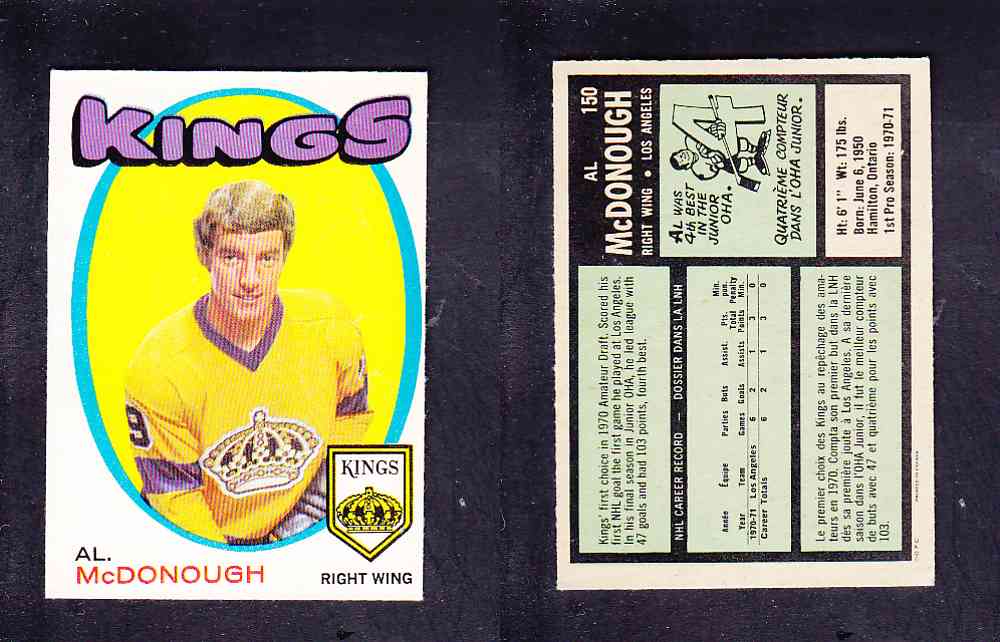 KINGS
9
KINGS
AL.
McDONOUGH
RIGHT WING
AL
150
McDONOUGH
RIGHT WING • LOS ANGELES
AL WAS
4th BEST
IN THE
JUNIOR
OHA.
4
QUATRIÈME COMPTEUR
DANS L'OHA JUNIOR.
Ht: 6' 1" Wt: 175 lbs.
Born: June 6, 1950
Hamilton, Ontario
1st Pro Season: 1970-71
Kings' first choice in 1970 Amateur Draft. Scored his
first NHL goal the first game he played at Los Angeles.
In his final season in Junior OHA, he led league with
47 goals and had 103 points, fourth best.
NHL CAREER RECORD — DOSSIER DANS LA LNH
Année Équipe Parties Buts Assist. Pts. Total Min. pun.
Year Team Games Goals Assists Points Penalty Min.
1970-71 Los Angeles 6 2 1 3 0
Career Totals 6 2 1 3 0
Le premier choix des Kings au repêchage des ama-
teurs en 1970. Compta son premier but dans la LNH
dès sa première joute à Los Angeles. A sa dernière
saison dans l'OHA Junior, il fut le meilleur compteur
de buts avec 47 et quatrième pour les points avec
103.